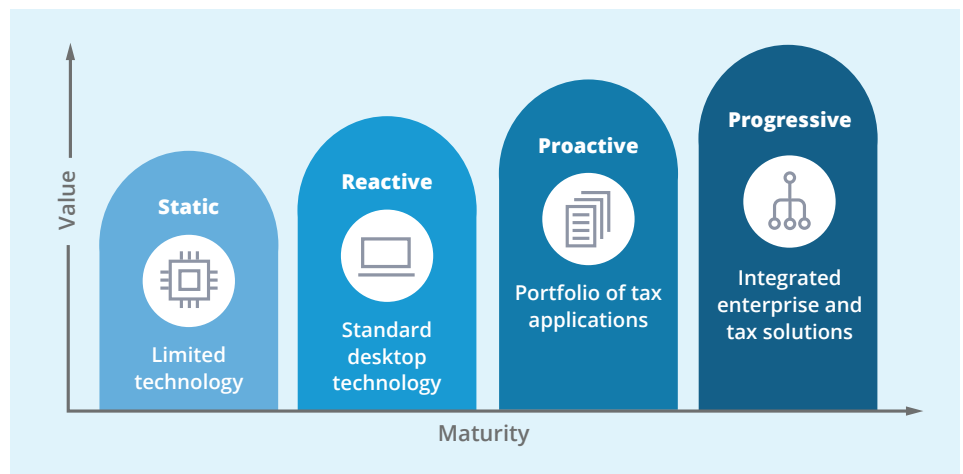 Value
Static
Limited
technology
Reactive
Standard
desktop
technology
Proactive
Portfolio of tax
applications
Progressive
Integrated
enterprise and
tax solutions
Maturity